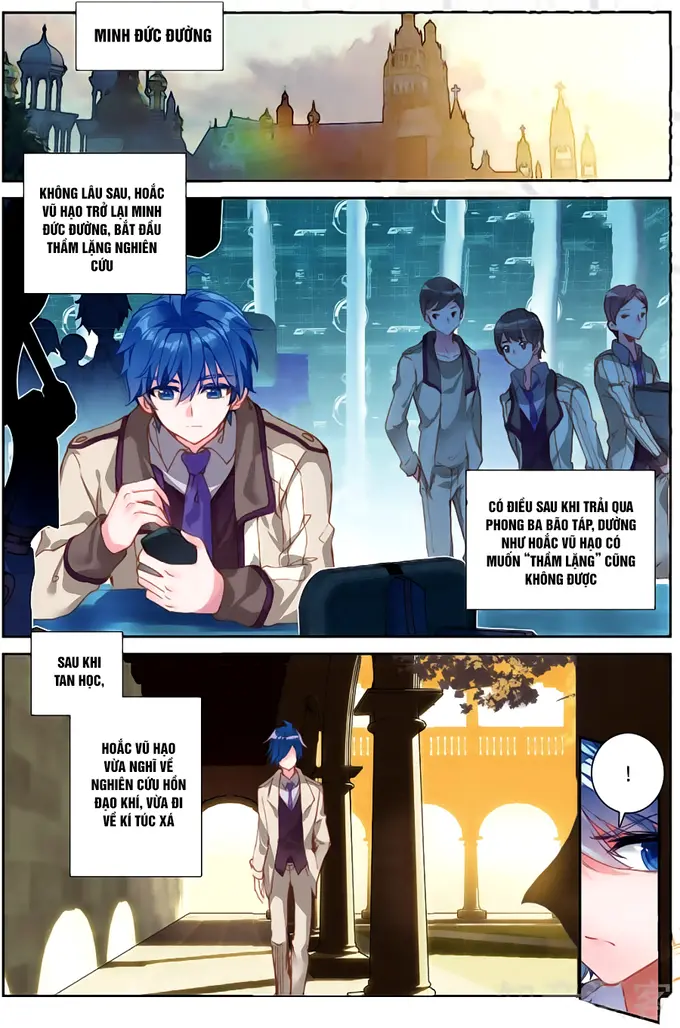 MINH ĐỨC ĐƯỜNG
KHÔNG LÂU SAU, HOẮC
VŨ HẠO TRỞ LẠI MINH
ĐỨC ĐƯỜNG, BẮT ĐẦU
THẦM LẶNG NGHIÊN
CỨU
CÓ ĐIỀU SAU KHI TRẢI QUA
PHONG BA BÃO TÁP, DƯỜNG
NHƯ HOẮC VŨ HẠO CÓ
MUỐN “THẦM LẶNG” CŨNG
KHÔNG ĐƯỢC
SAU KHI
TAN HỌC,
HOẮC VŨ HẠO
VỪA NGHĨ VỀ
NGHIÊN CỨU HỒN
ĐẠO KHÍ, VỪA ĐI
VỀ KÍ TÚC XÁ
!